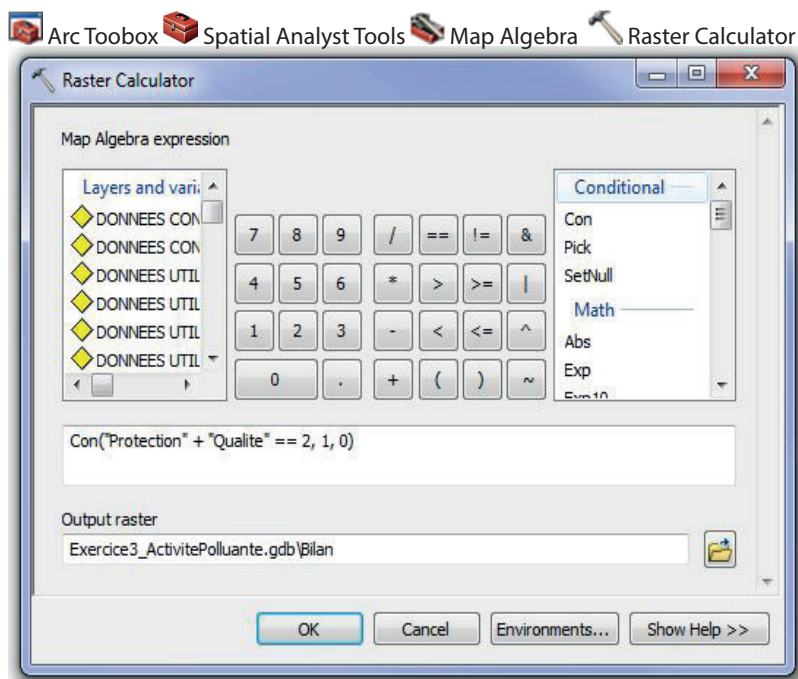 Arc Toobox Spatial Analyst Tools Map Algebra Raster Calculator
Raster Calculator
Map Algebra expression
Layers and varia
DONNEES CON
DONNEES CON
DONNEES UTIL
DONNEES UTIL
DONNEES UTIL
DONNEES UTIL
7 8 9 / == != &
4 5 6 * > >= |
1 2 3 - < <= ^
0 . + ( ) ~
Conditional
Con
Pick
SetNull
Math
Abs
Exp
Exp10
Con("Protection" + "Qualite" == 2, 1, 0)
Output raster
Exercice3_ActivitePolluante.gdb\Bilan
OK Cancel Environments... Show Help >>